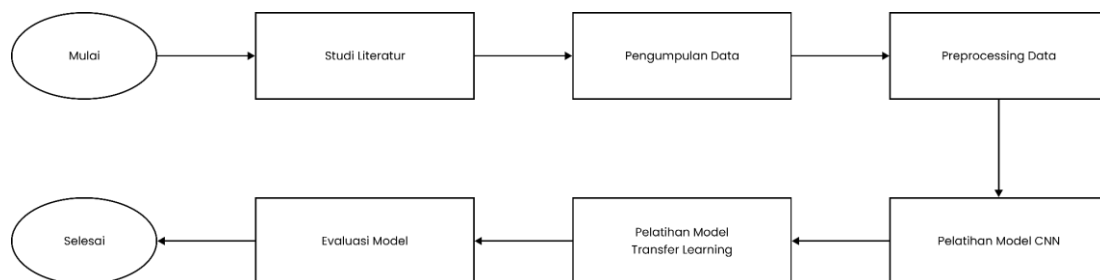 Mulai
Studi Literatur
Pengumpulan Data
Preprocessing Data
Pelatihan Model CNN
Pelatihan Model
Transfer Learning
Evaluasi Model
Selesai